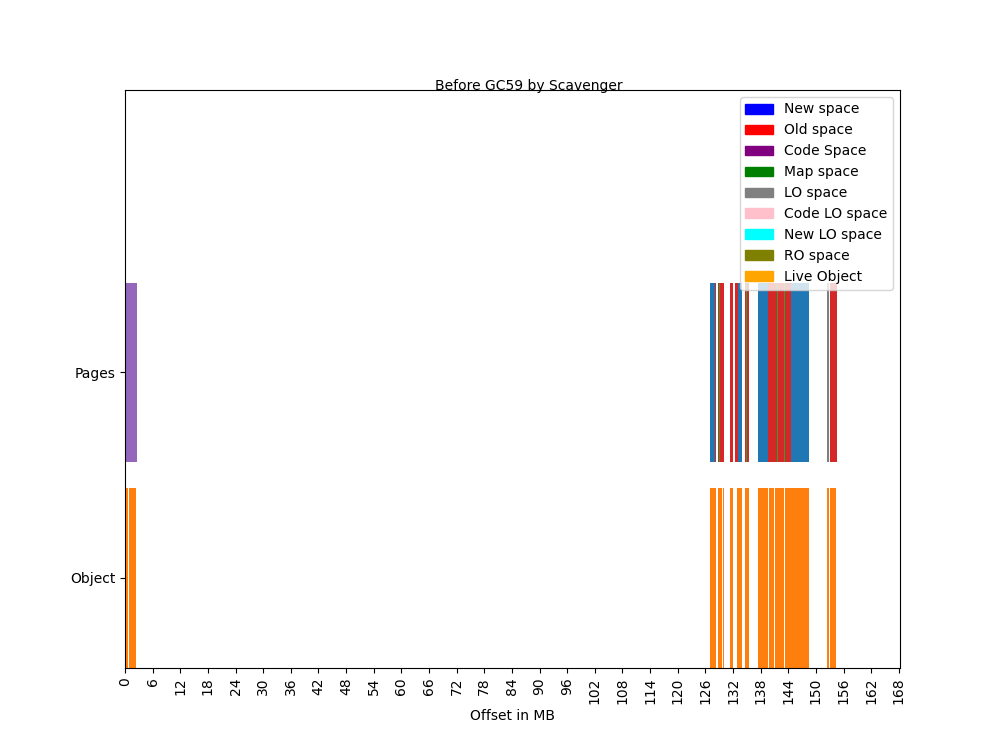 Before GC59 by Scavenger
New space
Old space
Code Space
Map space
LO space
Code LO space
New LO space
RO space
Live Object
Pages
Object
0 6 12 18 24 30 36 42 48 54 60 66 72 78 84 90 96 102 108 114 120 126 132 138 144 150 156 162 168
Offset in MB